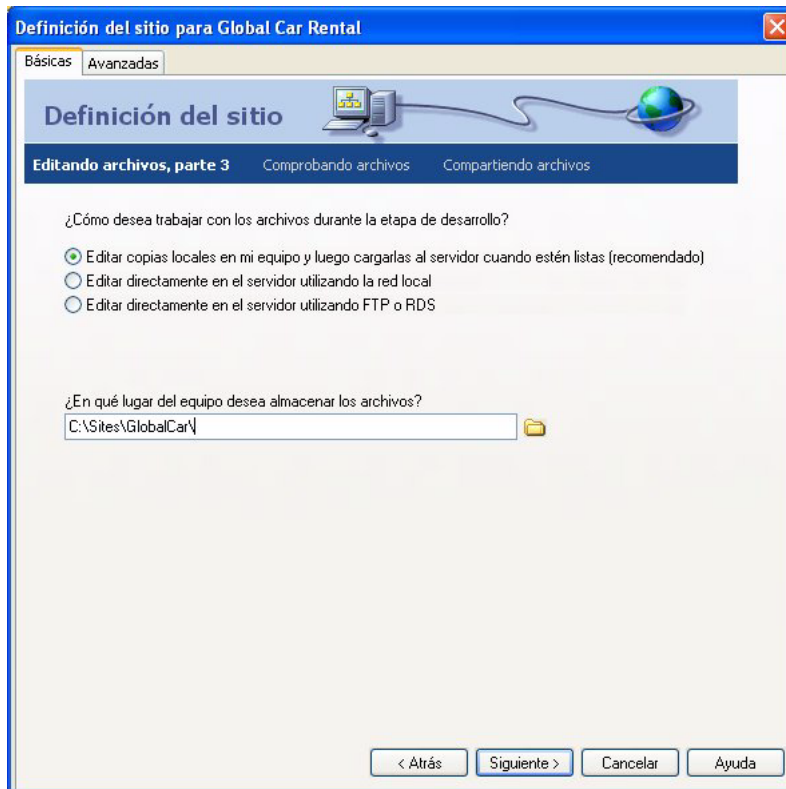 Definición del sitio para Global Car Rental
Básicas Avanzadas
Definición del sitio
Editando archivos, parte 3 Comprobando archivos Compartiendo archivos
¿Cómo desea trabajar con los archivos durante la etapa de desarrollo?
Editar copias locales en mi equipo y luego cargarlas al servidor cuando estén listas (recomendado)
Editar directamente en el servidor utilizando la red local
Editar directamente en el servidor utilizando FTP o RDS
¿En qué lugar del equipo desea almacenar los archivos?
C:\Sites\GlobalCar\
< Atrás Siguiente > Cancelar Ayuda